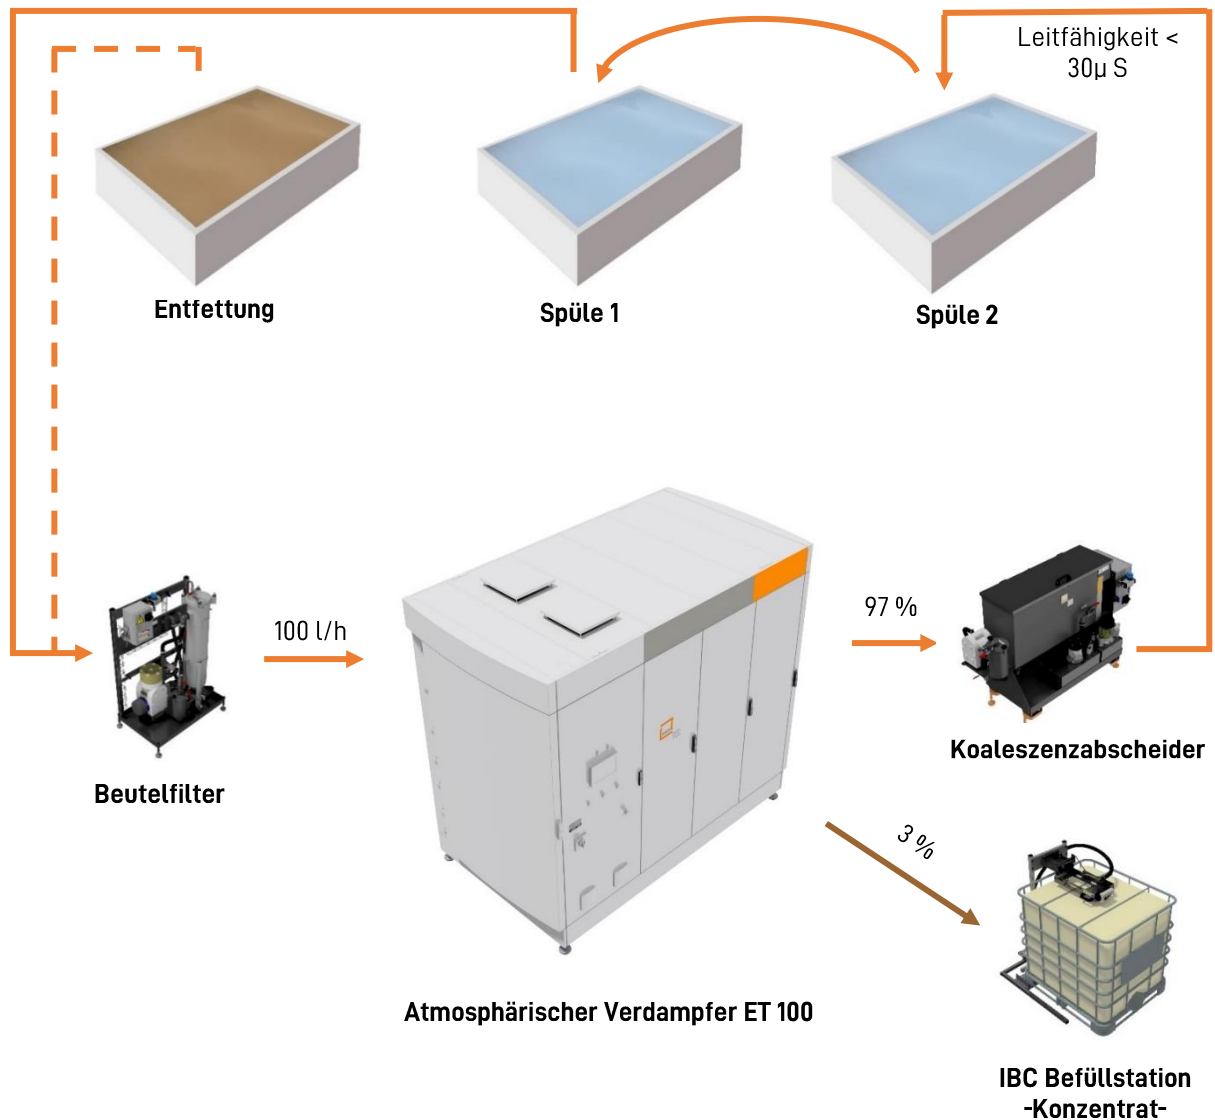 Leitfähigkeit <
30µ S
Entfettung
Spüle 1
Spüle 2
100 l/h
97 %
Koaleszenzabscheider
Beutelfilter
3 %
Atmosphärischer Verdampfer ET 100
IBC Befüllstation
-Konzentrat-